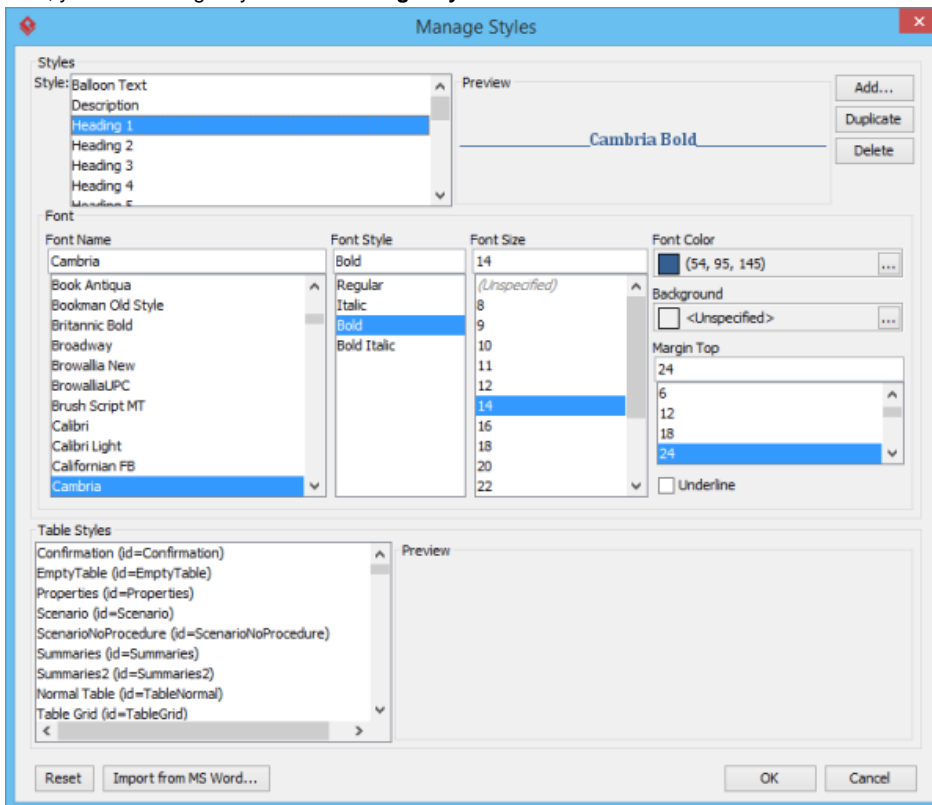 Manage Styles
Styles
Style:
Balloon Text
Description
Heading 1
Heading 2
Heading 3
Heading 4
Preview
Cambria Bold
Add...
Duplicate
Delete
Font
Font Name
Cambria
Book Antiqua
Bookman Old Style
Britannic Bold
Broadway
Browallia New
BrowalliaUPC
Brush Script MT
Calibri
Calibri Light
Californian FB
Cambria
Font Style
Bold
Regular
Italic
Bold
Bold Italic
Font Size
14
(Unspecified)
8
9
10
11
12
14
16
18
20
22
Font Color
(54, 95, 145)
...
Background
<Unspecified>
...
Margin Top
24
6
12
18
24
Underline
Table Styles
Confirmation (id=Confirmation)
EmptyTable (id=EmptyTable)
Properties (id=Properties)
Scenario (id=Scenario)
ScenarioNoProcedure (id=ScenarioNoProcedure)
Summaries (id=Summaries)
Summaries2 (id=Summaries2)
Normal Table (id=TableNormal)
Table Grid (id=TableGrid)
Preview
Reset
Import from MS Word...
OK
Cancel